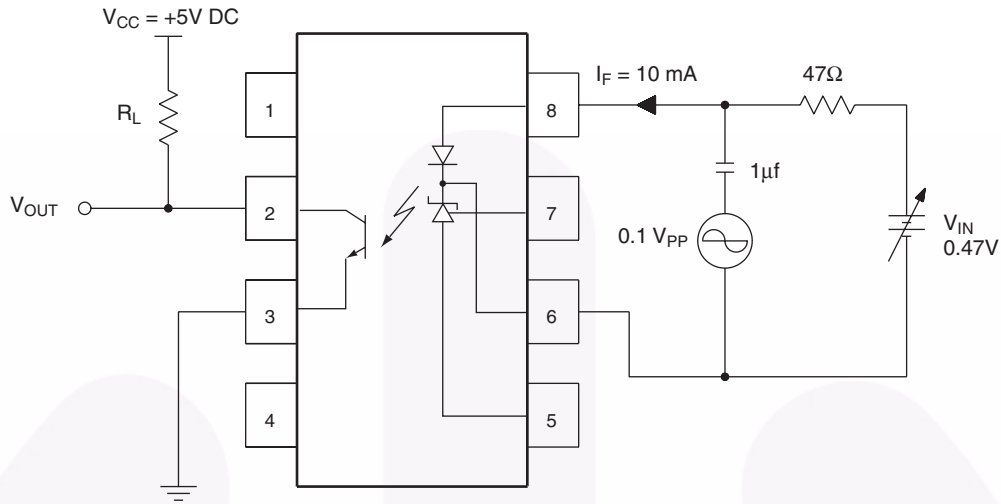 V_CC = +5V DC
R_L
V_OUT
1
2
3
4
8
7
6
5
I_F = 10 mA
47Ω
1μf
0.1 V_PP
V_IN
0.47V